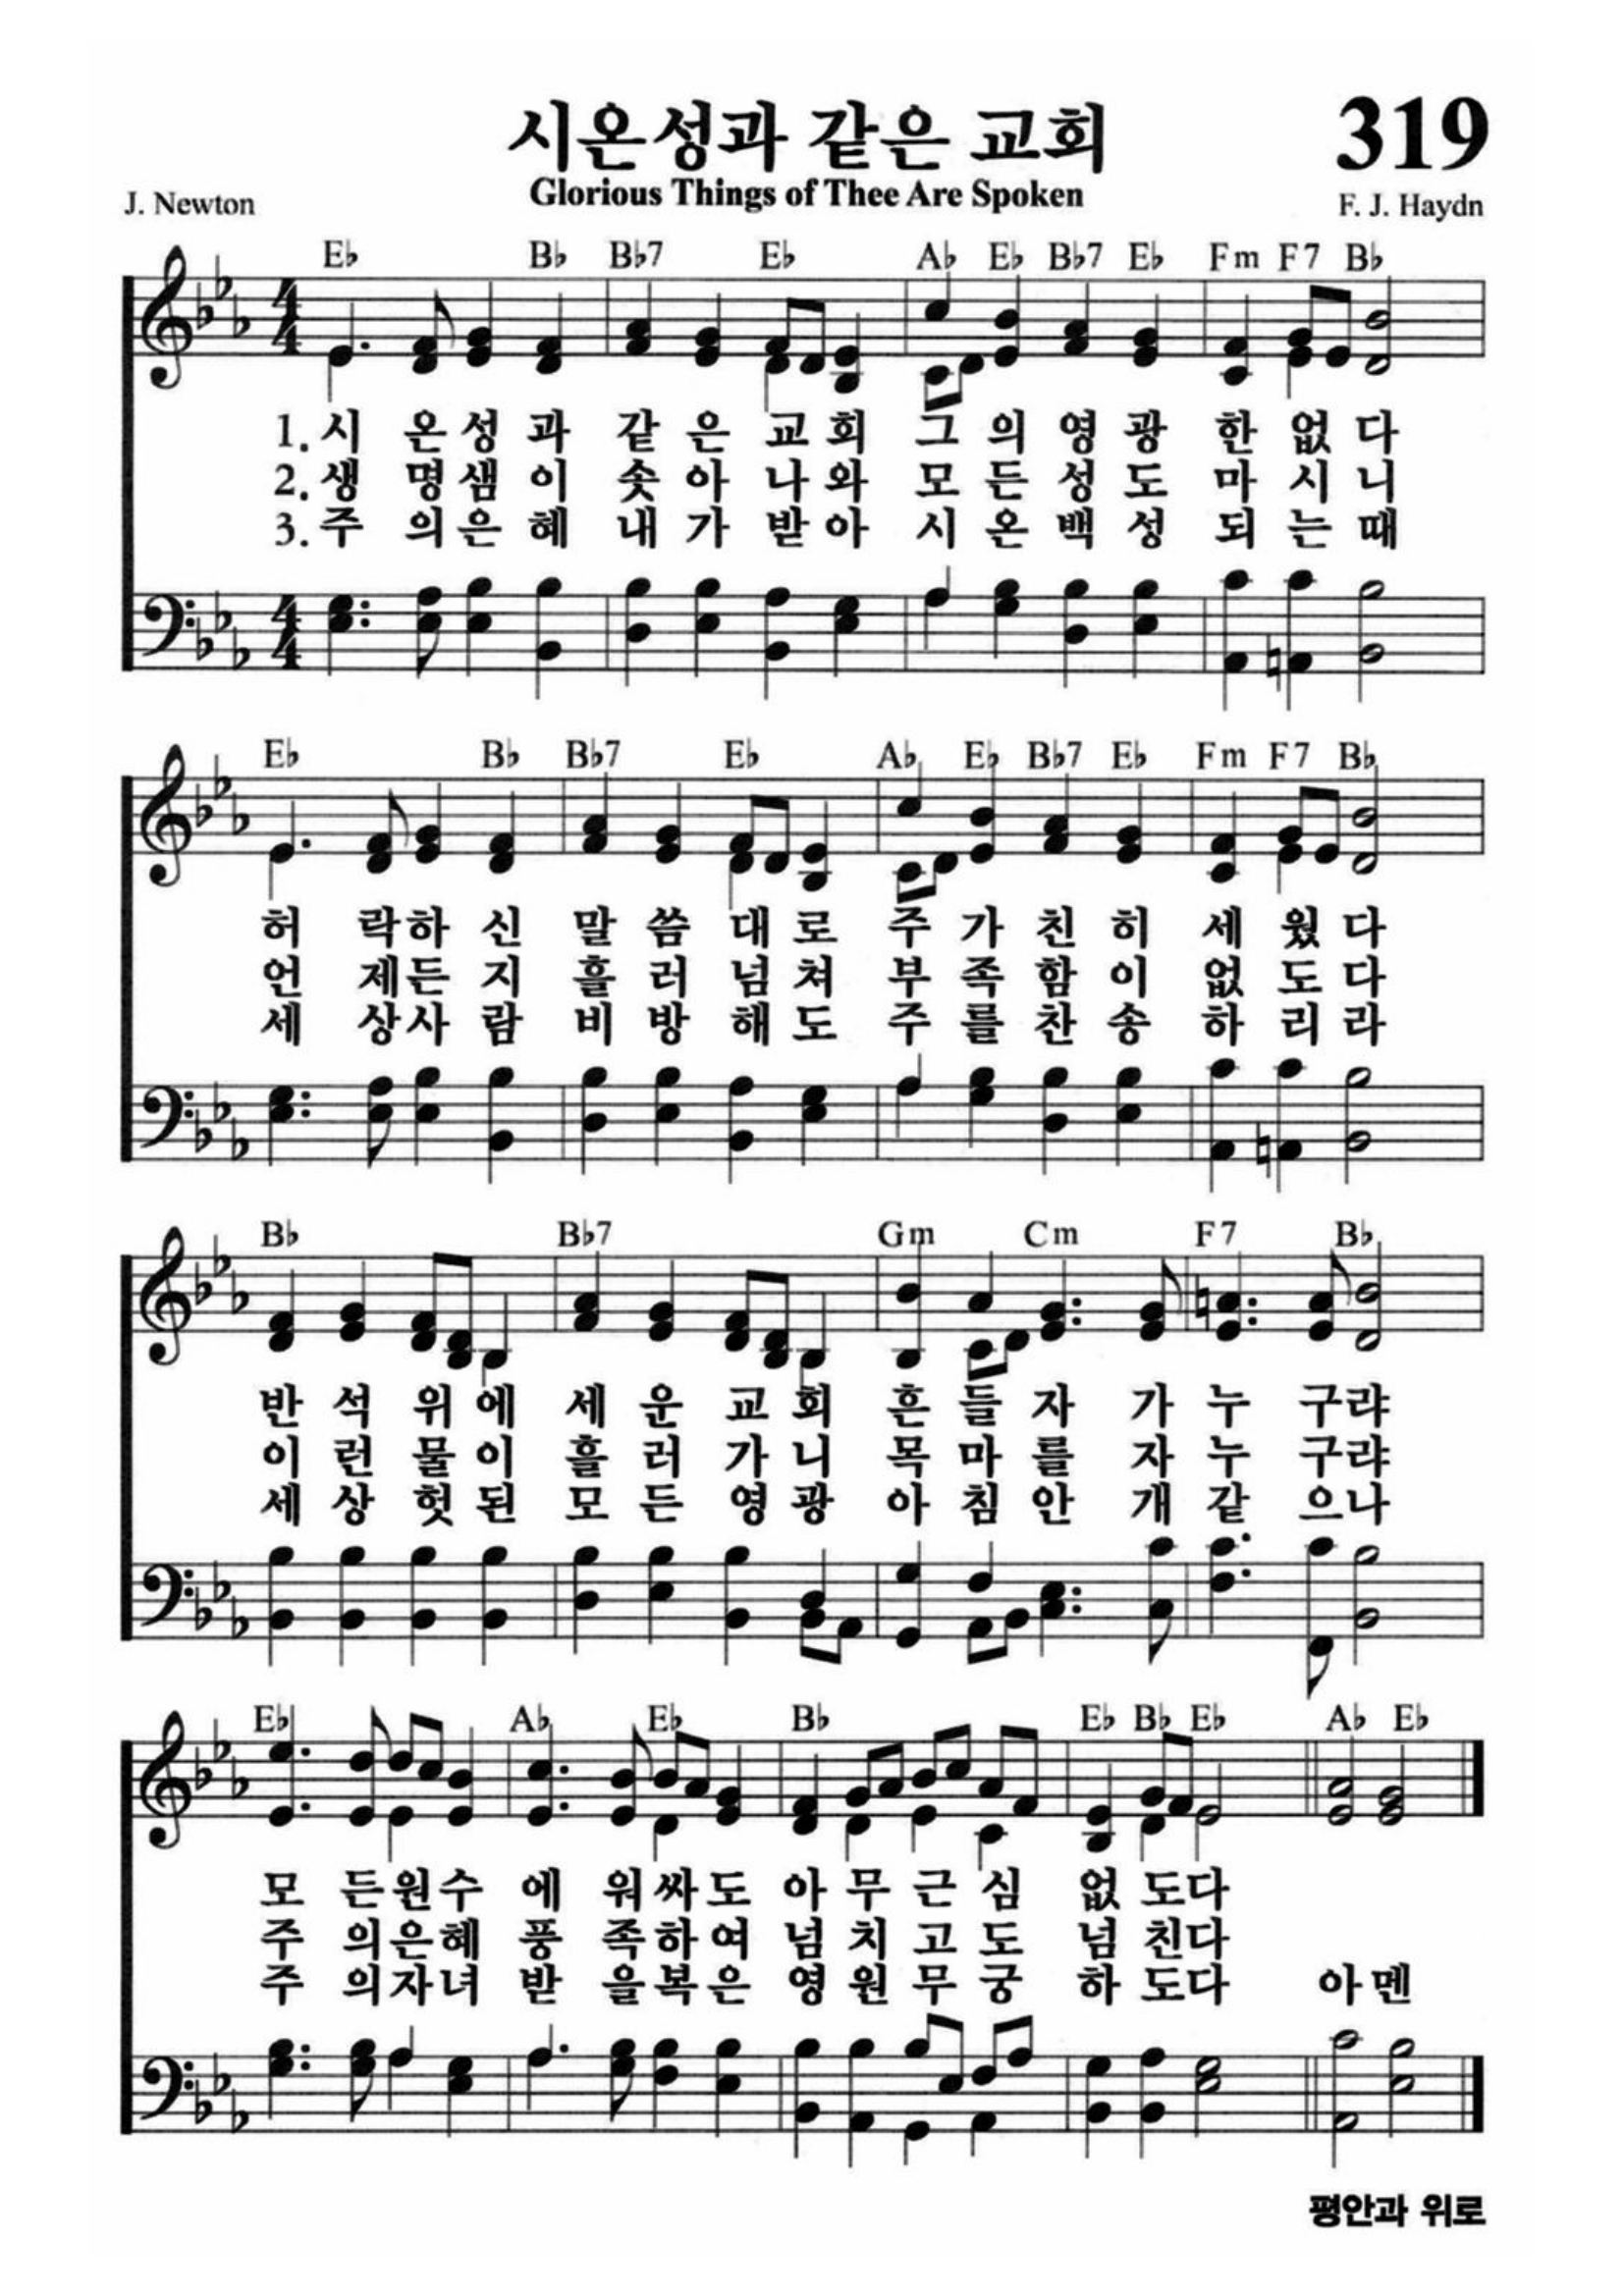 시온성과 같은 교회
319
Glorious Things of Thee Are Spoken
J. Newton
F. J. Haydn
E♭ B♭ B♭7 E♭ A♭ E♭ B♭7 E♭ Fm F7 B♭
1. 시 온 성 과 같 은 교 회 그 의 영 광 한 없 다
2. 생 명 샘 이 솟 아 나 와 모 든 성 도 마 시 니
3. 주 의 은 혜 내 가 받 아 시 온 백 성 되 는 때
E♭ B♭ B♭7 E♭ A♭ E♭ B♭7 E♭ Fm F7 B♭
허 락 하 신 말 씀 대 로 주 가 친 히 세 웠 다
언 제 든 지 흘 러 넘 쳐 부 족 함 이 없 도 다
세 상 사 람 비 방 해 도 주 를 찬 송 하 리 라
B♭ B♭7 Gm Cm F7 B♭
반 석 위 에 세 운 교 회 흔 들 자 가 누 구 랴
이 런 물 이 흘 러 가 니 목 마 를 자 누 구 랴
세 상 헛 된 모 든 영 광 아 침 안 개 같 으 나
E♭ A♭ E♭ B♭ E♭ B♭ E♭ A♭ E♭
모 든 원 수 에 워 싸 도 아 무 근 심 없 도 다
주 의 은 혜 풍 족 하 여 넘 치 고 도 넘 친 다
주 의 자 녀 받 을 복 은 영 원 무 궁 하 도 다 아 멘
평안과 위로